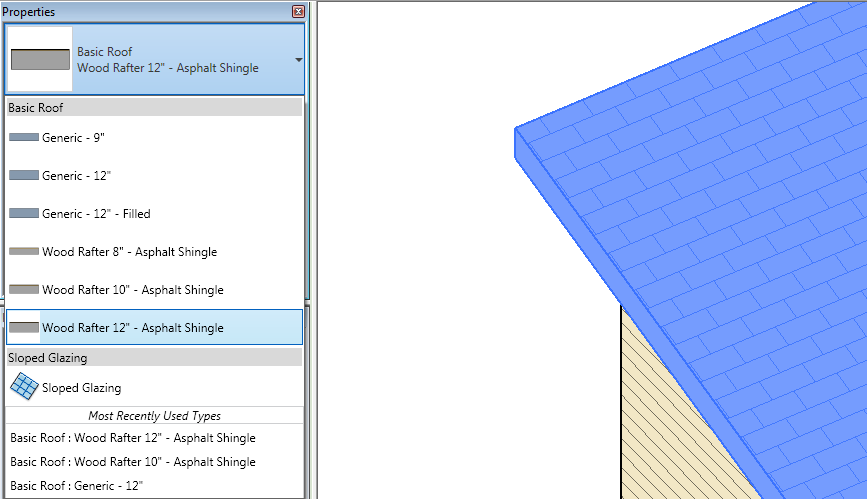 Properties
Basic Roof
Wood Rafter 12" - Asphalt Shingle
Basic Roof
Generic - 9"
Generic - 12"
Generic - 12" - Filled
Wood Rafter 8" - Asphalt Shingle
Wood Rafter 10" - Asphalt Shingle
Wood Rafter 12" - Asphalt Shingle
Sloped Glazing
Sloped Glazing
Most Recently Used Types
Basic Roof : Wood Rafter 12" - Asphalt Shingle
Basic Roof : Wood Rafter 10" - Asphalt Shingle
Basic Roof : Generic - 12"